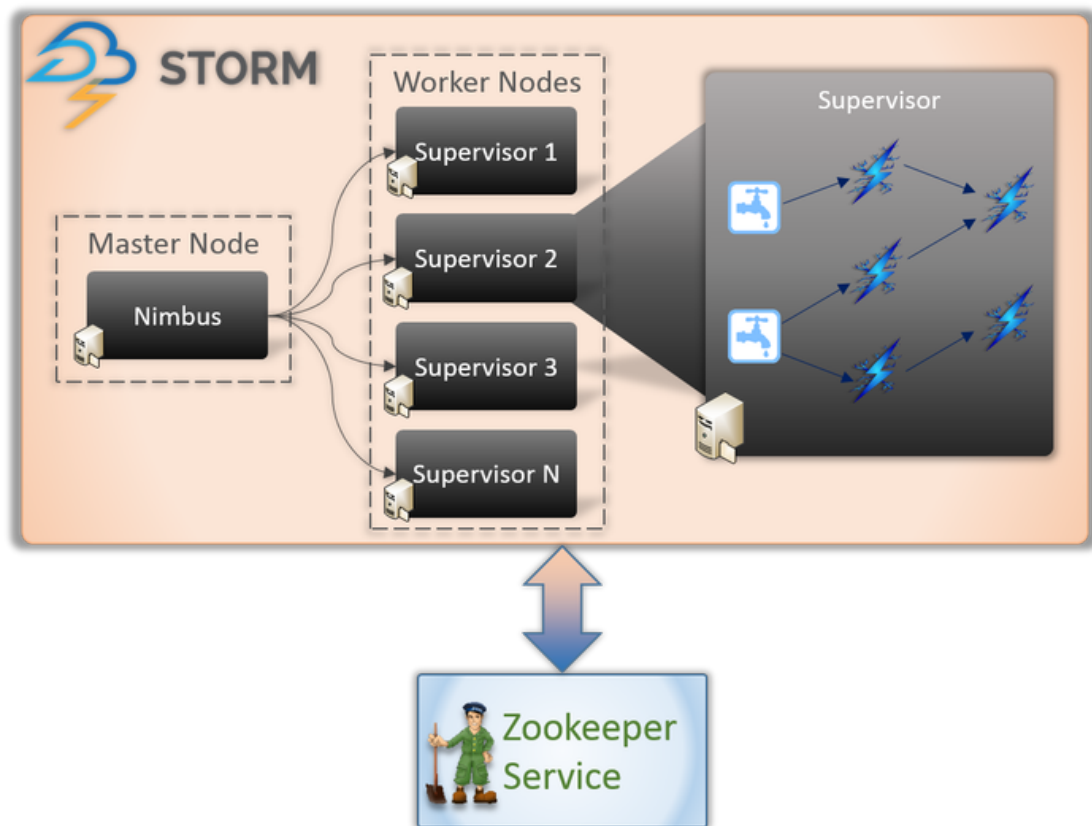 STORM
Master Node
Nimbus
Worker Nodes
Supervisor 1
Supervisor 2
Supervisor 3
Supervisor N
Supervisor
Zookeeper
Service